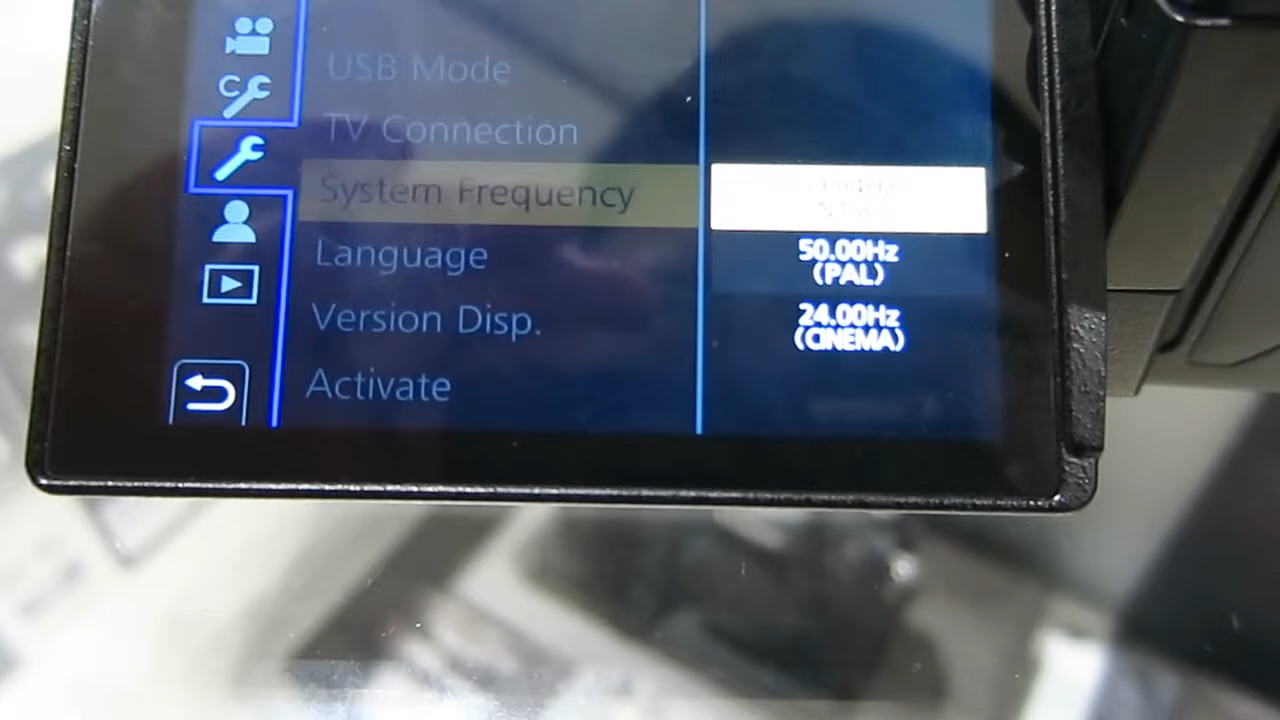 C
USB Mode
TV Connection
System Frequency
Language
50.00Hz
(PAL)
24.00Hz
(CINEMA)
Version Disp.
Activate